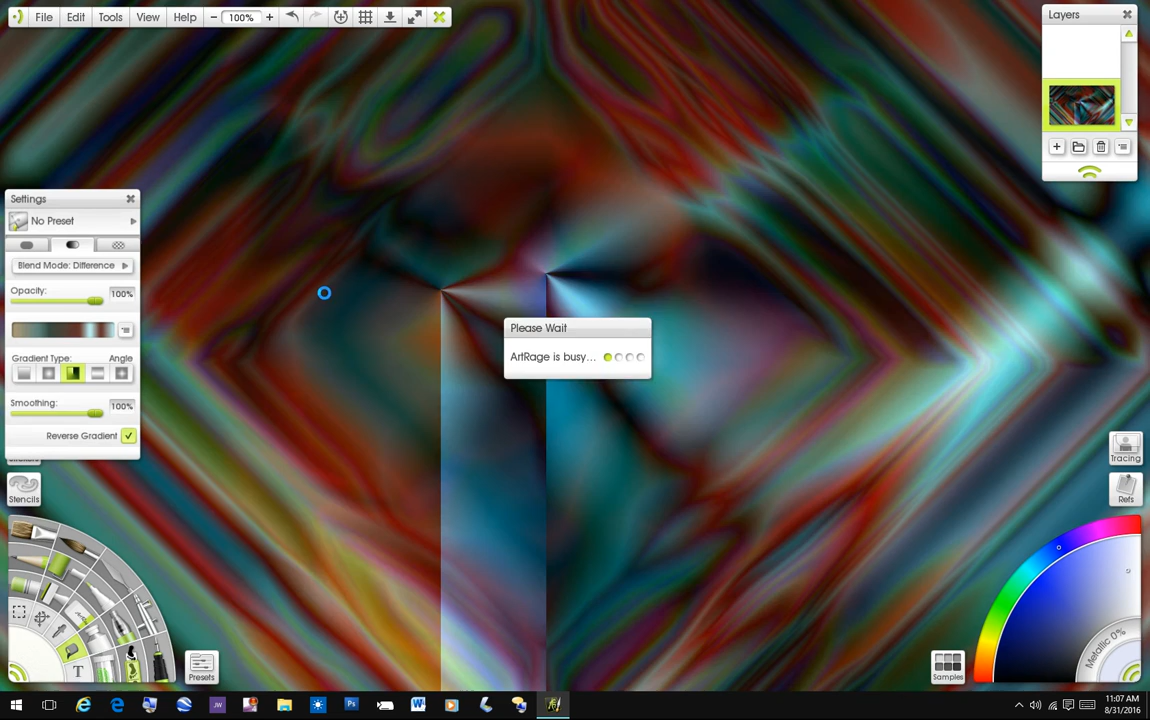 File Edit Tools View Help − 100% +
Layers
Settings
No Preset
Blend Mode: Difference
Opacity:
100%
Gradient Type: Angle
Smoothing:
100%
Reverse Gradient
Please Wait
ArtRage is busy...
Tracing
Refs
Stencils
T
Presets
Samples
Metallic 0%
JW
Ps
W
11:07 AM
8/31/2016